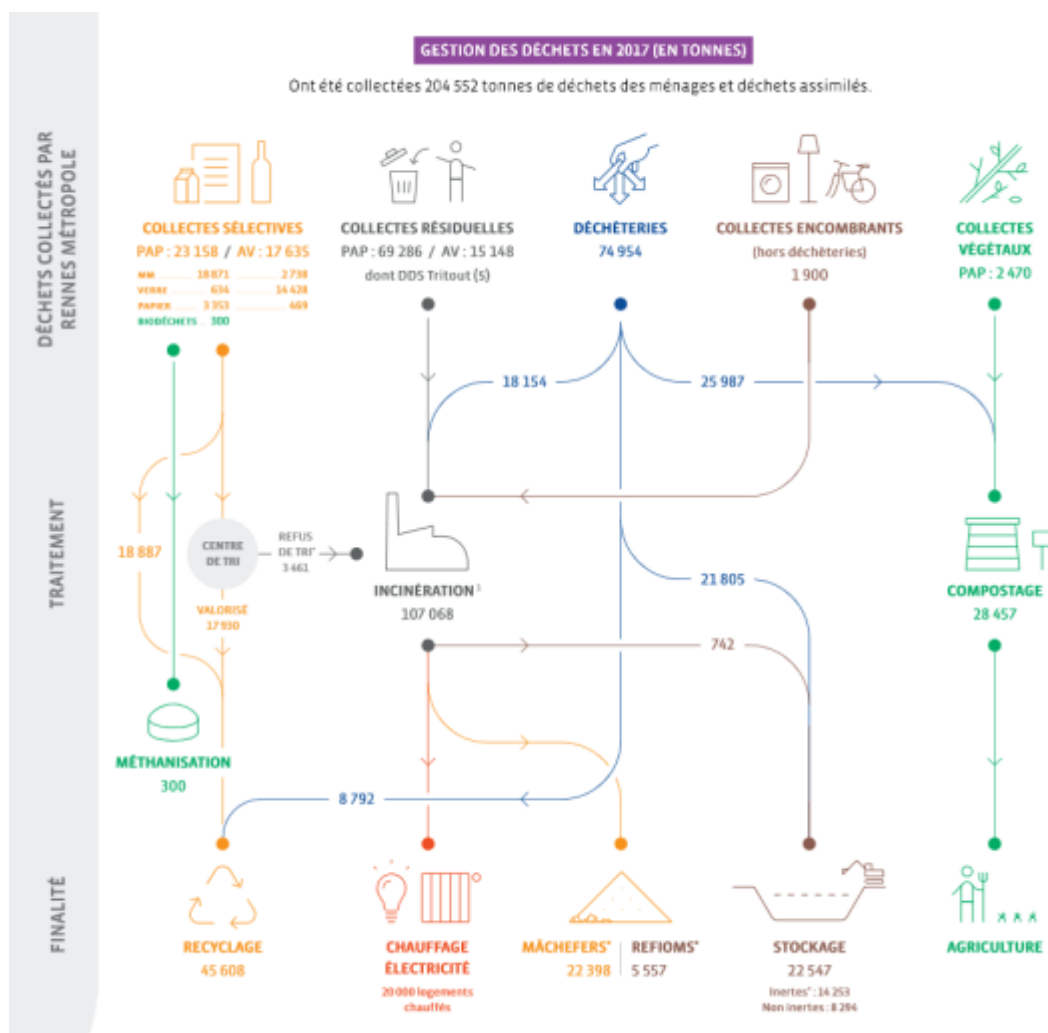 GESTION DES DÉCHETS EN 2017 (EN TONNES)
Ont été collectées 204 552 tonnes de déchets des ménages et déchets assimilés.
DÉCHETS COLLECTÉS PAR
RENNES MÉTROPOLE
COLLECTES SÉLECTIVES
PAP : 23 158 / AV : 17 635
MM 18 871 2 738
VERRE 634 14 428
PAPIER 3 353 469
BIODÉCHETS 300
COLLECTES RÉSIDUELLES
PAP : 69 286 / AV : 15 148
dont DDS Tritout (5)
DÉCHÈTERIES
74 954
COLLECTES ENCOMBRANTS
(hors déchèteries)
1 900
COLLECTES
VÉGÉTAUX
PAP : 2 470
18 154
25 987
TRAITEMENT
18 887
CENTRE
DE TRI
REFUS
DE TRI*
3 461
VALORISÉ
17 930
INCINÉRATION¹
107 068
21 805
COMPOSTAGE
28 457
742
MÉTHANISATION
300
8 792
FINALITÉ
RECYCLAGE
45 608
CHAUFFAGE
ÉLECTRICITÉ
20 000 logements
chauffés
MÂCHEFERS*
22 398
REFIOMS*
5 557
STOCKAGE
22 547
Inertes* : 14 253
Non inertes : 8 294
AGRICULTURE